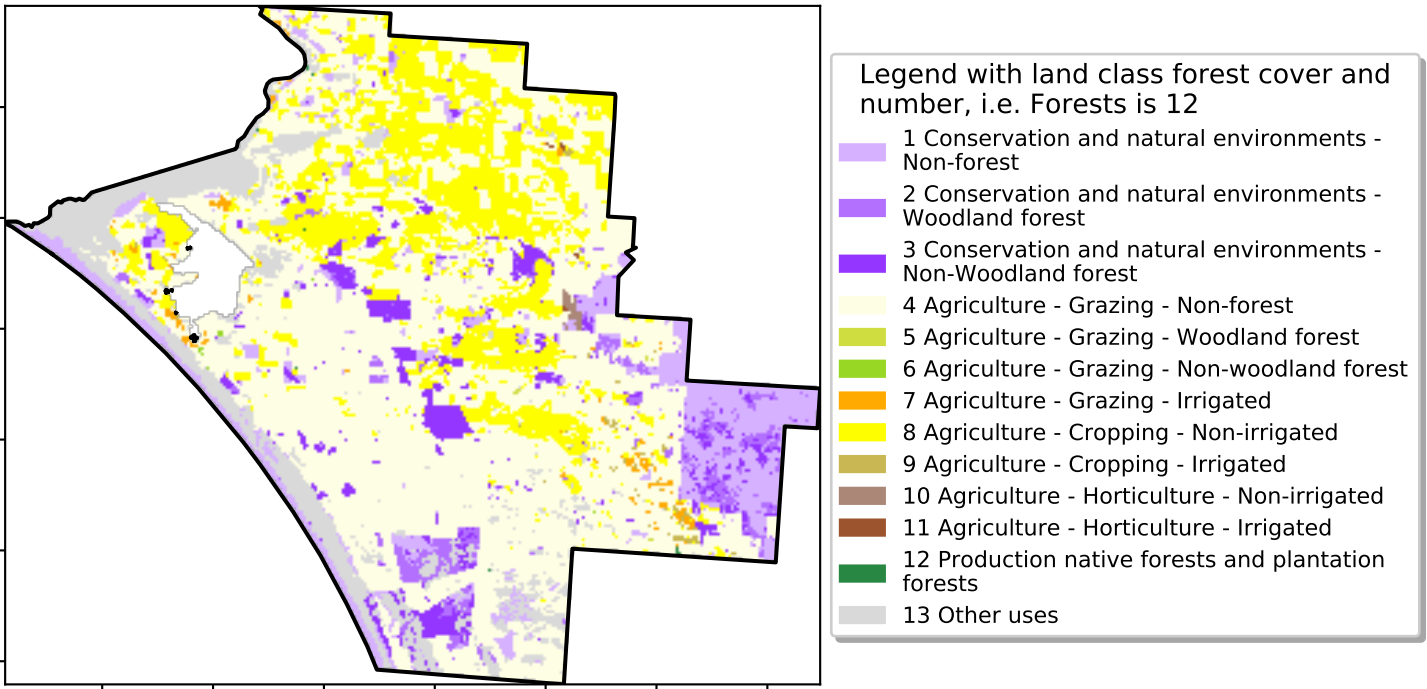 Legend with land class forest cover and
number, i.e. Forests is 12
1 Conservation and natural environments -
Non-forest
2 Conservation and natural environments -
Woodland forest
3 Conservation and natural environments -
Non-Woodland forest
4 Agriculture - Grazing - Non-forest
5 Agriculture - Grazing - Woodland forest
6 Agriculture - Grazing - Non-woodland forest
7 Agriculture - Grazing - Irrigated
8 Agriculture - Cropping - Non-irrigated
9 Agriculture - Cropping - Irrigated
10 Agriculture - Horticulture - Non-irrigated
11 Agriculture - Horticulture - Irrigated
12 Production native forests and plantation
forests
13 Other uses